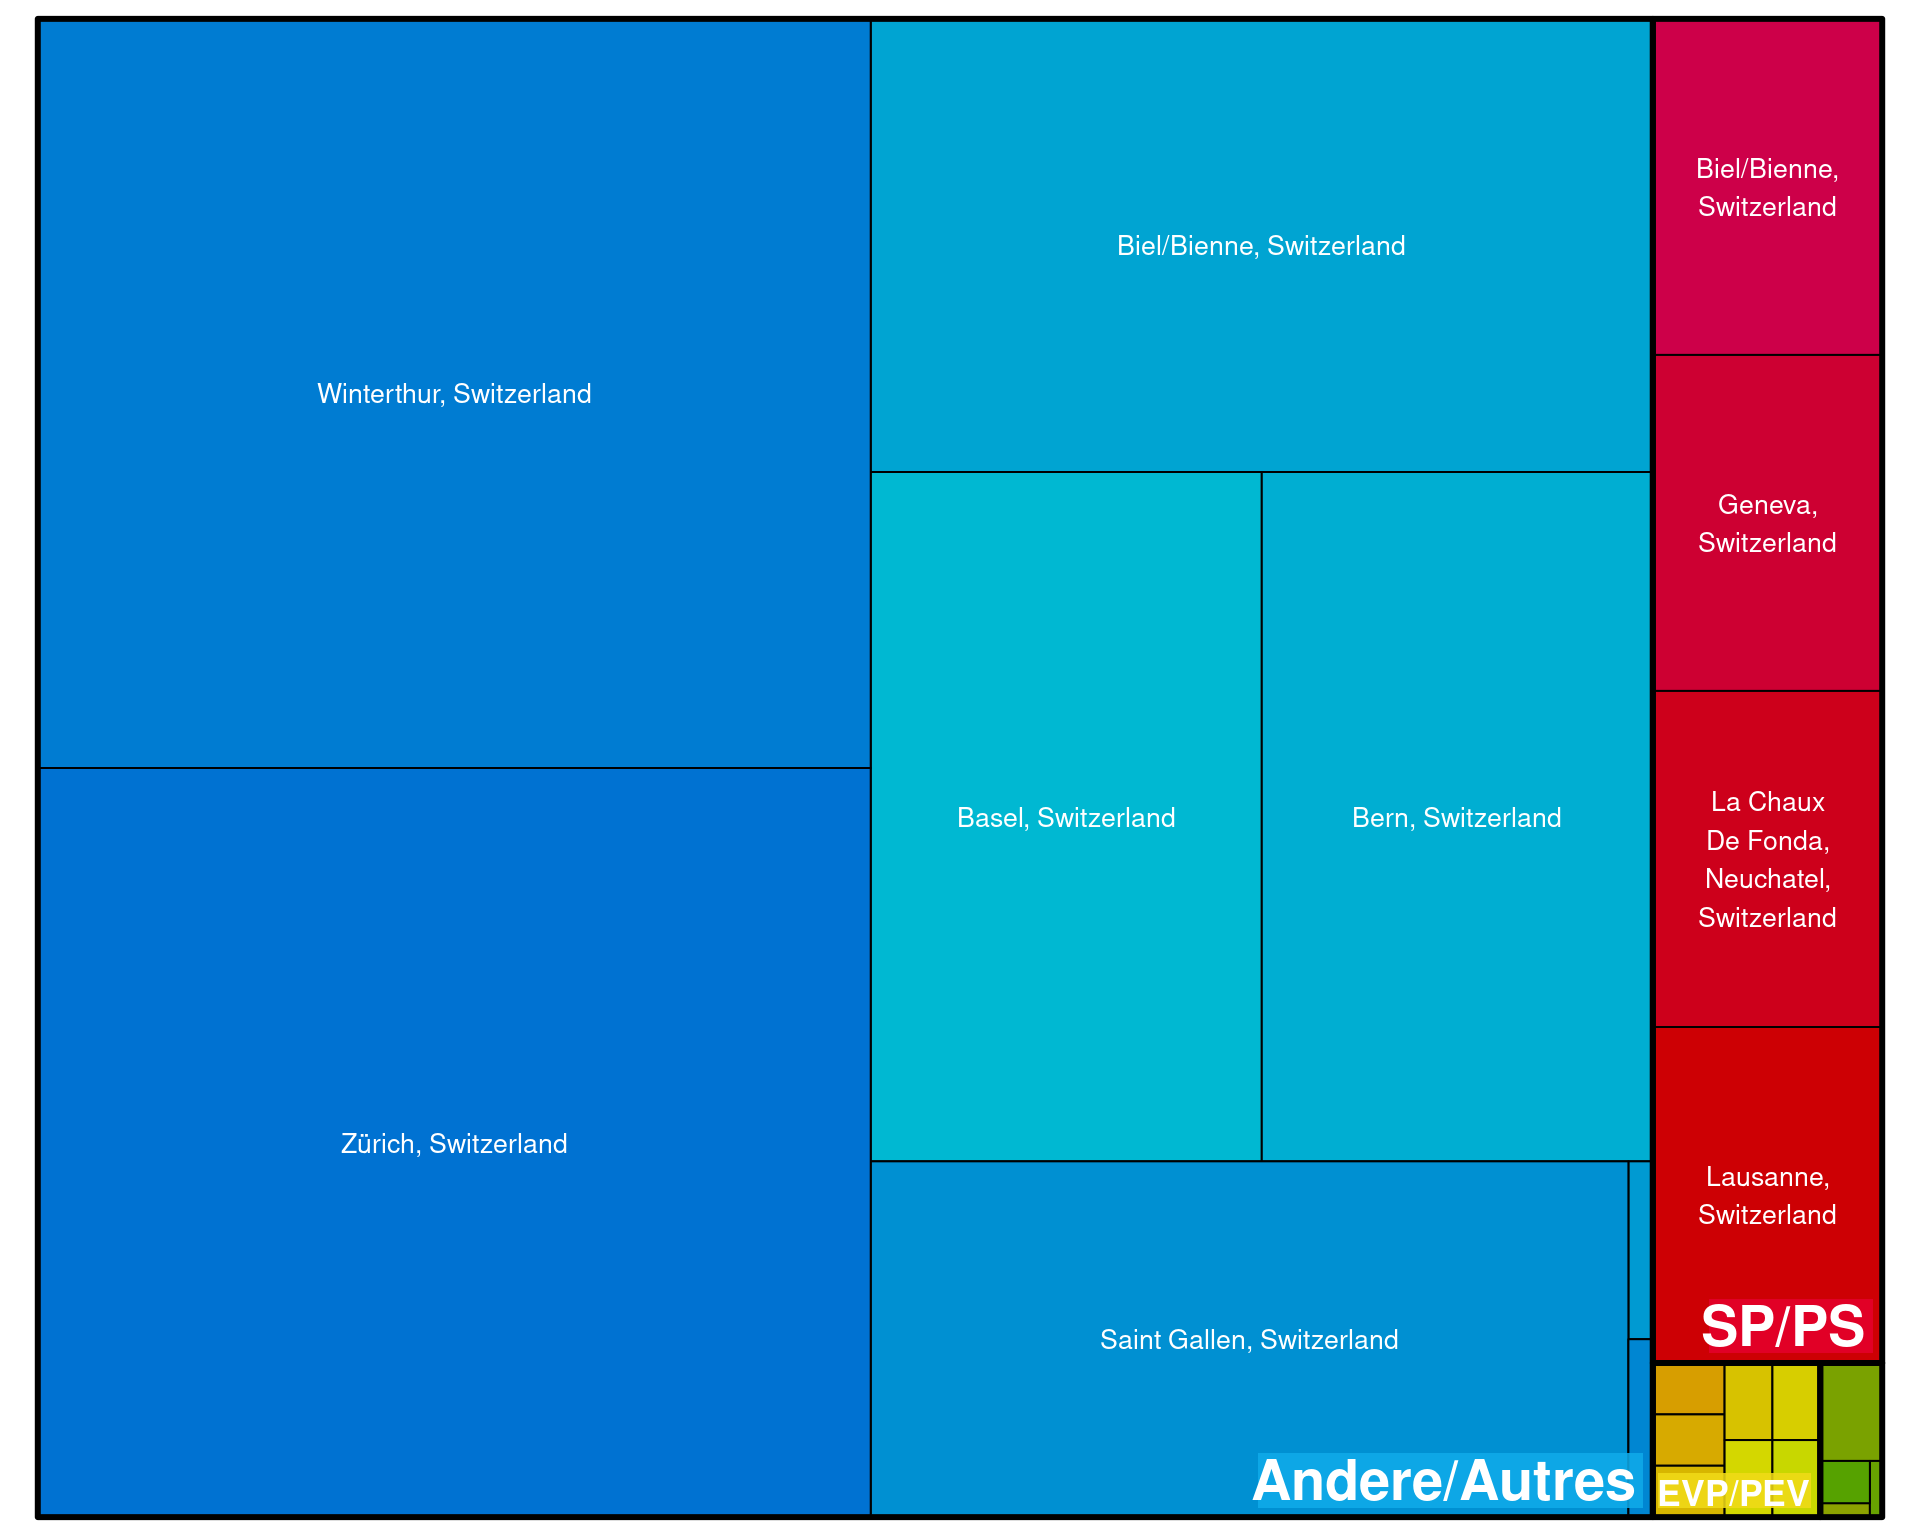 Winterthur, Switzerland
Zürich, Switzerland
Biel/Bienne, Switzerland
Basel, Switzerland
Bern, Switzerland
Saint Gallen, Switzerland
Andere/Autres
Biel/Bienne,
Switzerland
Geneva,
Switzerland
La Chaux
De Fonda,
Neuchatel,
Switzerland
Lausanne,
Switzerland
SP/PS
EVP/PEV